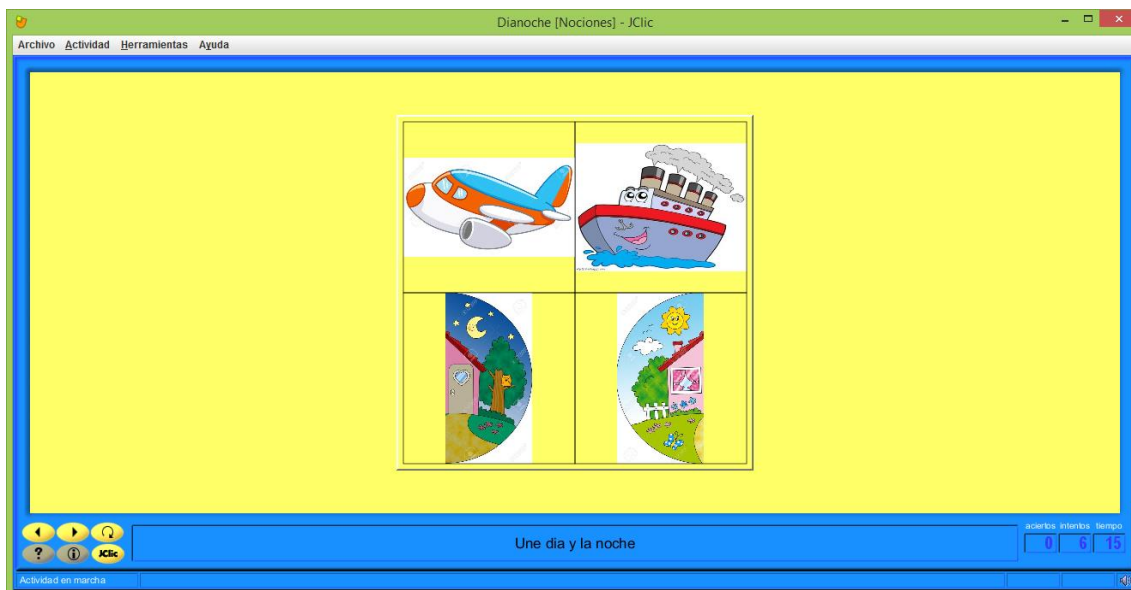 Dianoche [Nociones] - JClic
Archivo Actividad Herramientas Ayuda
Une dia y la noche
aciertos intentos tiempo
0 6 15
? i JClic
Actividad en marcha